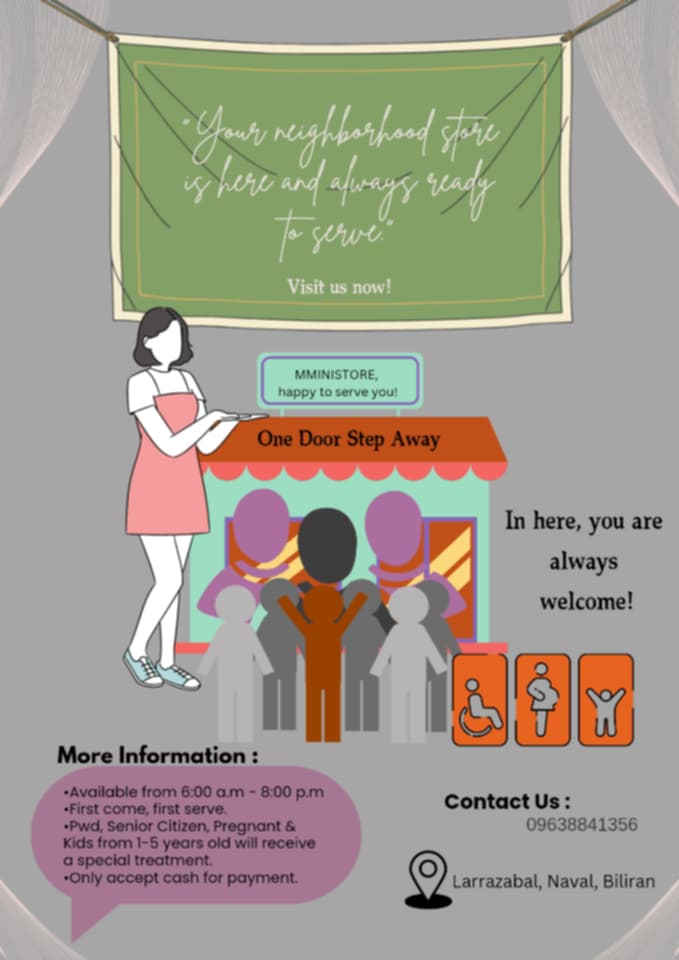 "Your neighborhood store
is here and always ready
to serve."
Visit us now!
MMINISTORE,
happy to serve you!
One Door Step Away
In here, you are
always
welcome!
More Information :
•Available from 6:00 a.m - 8:00 p.m
•First come, first serve.
•Pwd, Senior Citizen, Pregnant &
Kids from 1-5 years old will receive
a special treatment.
•Only accept cash for payment.
Contact Us :
09638841356
Larrazabal, Naval, Biliran